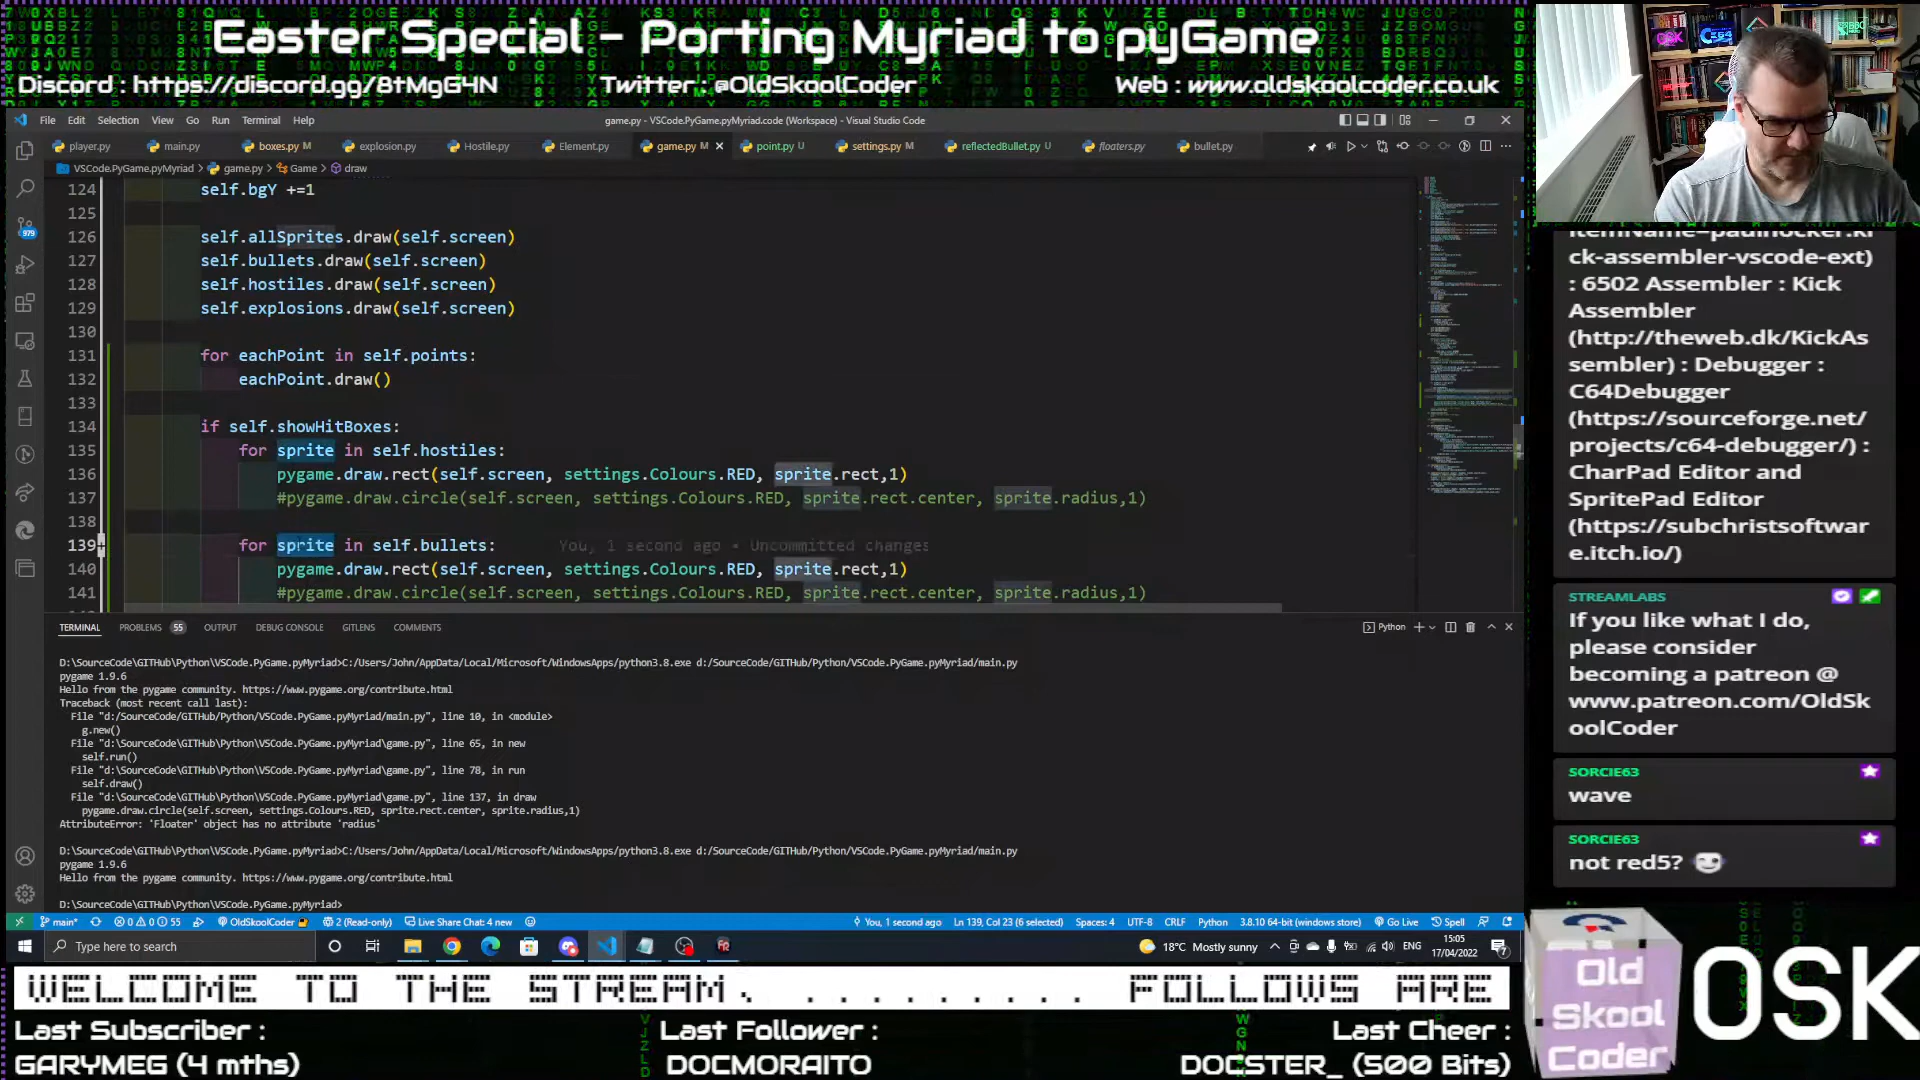 Easter Special - Porting Myriad to pyGame
Discord : https://discord.gg/8tMgG4N
Twitter : @OldSkoolCoder
Web : www.oldskoolcoder.co.uk
File Edit Selection View Go Run Terminal Help
game.py - VSCode.PyGame.pyMyriad.code (Workspace) - Visual Studio Code
player.py main.py boxes.py M explosion.py Hostile.py Element.py game.py M point.py U settings.py M reflectedBullet.py U floaters.py bullet.py
VSCode.PyGame.pyMyriad > game.py > Game > draw
124 self.bgY +=1
125
126 self.allSprites.draw(self.screen)
127 self.bullets.draw(self.screen)
128 self.hostiles.draw(self.screen)
129 self.explosions.draw(self.screen)
130
131 for eachPoint in self.points:
132 eachPoint.draw()
133
134 if self.showHitBoxes:
135 for sprite in self.hostiles:
136 pygame.draw.rect(self.screen, settings.Colours.RED, sprite.rect,1)
137 #pygame.draw.circle(self.screen, settings.Colours.RED, sprite.rect.center, sprite.radius,1)
138
139 for sprite in self.bullets: You, 1 second ago • Uncommitted changes
140 pygame.draw.rect(self.screen, settings.Colours.RED, sprite.rect,1)
141 #pygame.draw.circle(self.screen, settings.Colours.RED, sprite.rect.center, sprite.radius,1)
979
TERMINAL PROBLEMS 55 OUTPUT DEBUG CONSOLE GITLENS COMMENTS
Python
D:\SourceCode\GITHub\Python\VSCode.PyGame.pyMyriad>C:/Users/John/AppData/Local/Microsoft/WindowsApps/python3.8.exe d:/SourceCode/GITHub/Python/VSCode.PyGame.pyMyriad/main.py
pygame 1.9.6
Hello from the pygame community. https://www.pygame.org/contribute.html
Traceback (most recent call last):
File "d:/SourceCode/GITHub/Python/VSCode.PyGame.pyMyriad/main.py", line 10, in <module>
g.new()
File "d:\SourceCode\GITHub\Python\VSCode.PyGame.pyMyriad\game.py", line 65, in new
self.run()
File "d:\SourceCode\GITHub\Python\VSCode.PyGame.pyMyriad\game.py", line 78, in run
self.draw()
File "d:\SourceCode\GITHub\Python\VSCode.PyGame.pyMyriad\game.py", line 137, in draw
pygame.draw.circle(self.screen, settings.Colours.RED, sprite.rect.center, sprite.radius,1)
AttributeError: 'Floater' object has no attribute 'radius'
D:\SourceCode\GITHub\Python\VSCode.PyGame.pyMyriad>C:/Users/John/AppData/Local/Microsoft/WindowsApps/python3.8.exe d:/SourceCode/GITHub/Python/VSCode.PyGame.pyMyriad/main.py
pygame 1.9.6
Hello from the pygame community. https://www.pygame.org/contribute.html
D:\SourceCode\GITHub\Python\VSCode.PyGame.pyMyriad>
main* 0 0 55 OldSkoolCoder 2 (Read-only) Live Share Chat: 4 new
You, 1 second ago Ln 139, Col 23 (6 selected) Spaces: 4 UTF-8 CRLF Python 3.8.10 64-bit (windows store) Go Live Spell
Type here to search
18°C Mostly sunny
ENG
15:05
17/04/2022
7
ItemName=paulhocker.ki
ck-assembler-vscode-ext)
: 6502 Assembler : Kick
Assembler
(http://theweb.dk/KickAs
sembler) : Debugger :
C64Debugger
(https://sourceforge.net/
projects/c64-debugger/) :
CharPad Editor and
SpritePad Editor
(https://subchristsoftwar
e.itch.io/)
STREAMLABS
If you like what I do,
please consider
becoming a patreon @
www.patreon.com/OldSk
oolCoder
SORCIE63
wave
SORCIE63
not red5?
WELCOME TO THE STREAM. . . . . . . . . FOLLOWS ARE
Last Subscriber :
GARYMEG (4 mths)
Last Follower :
DOCMORAITO
Last Cheer :
DOCSTER_ (500 Bits)
Old
Skool
Coder
OSK